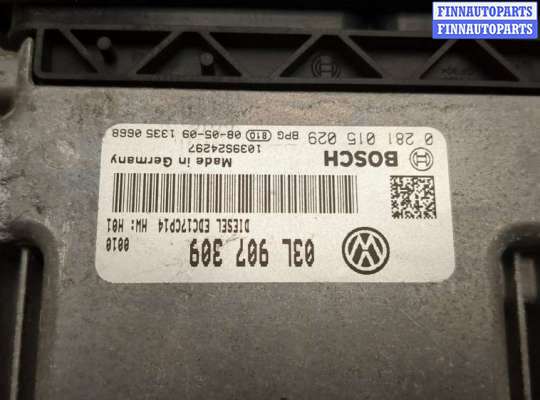 FINNAUTOPARTS
FINNAUTOPARTS
03L 907 309
0010
DIESEL EDC17CP14 HW: H01
BOSCH
Made in Germany
1039S24297
0 281 015 029 BPG 810 08-05-09 1335 0668